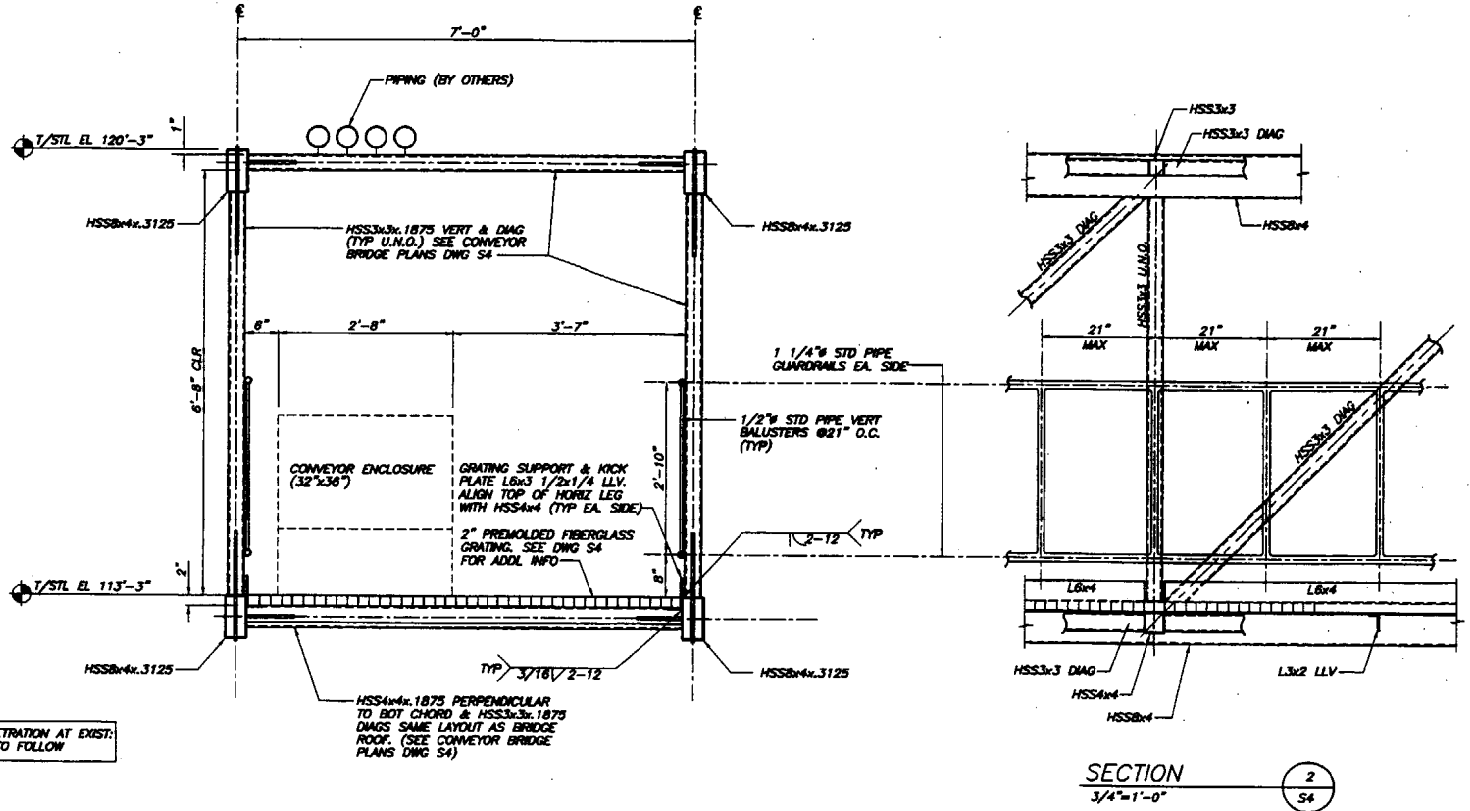 ℄
℄
7'-0"
PIPING (BY OTHERS)
T/STL EL 120'-3"
1"
HSS8x4x.3125
HSS8x4x.3125
HSS3x3x.1875 VERT & DIAG
(TYP U.N.O.) SEE CONVEYOR
BRIDGE PLANS DWG S4
6'-8" CLR
6"
2'-8"
3'-7"
1 1/4"ø STD PIPE
GUARDRAILS EA. SIDE
1/2"ø STD PIPE VERT
BALUSTERS @21" O.C.
(TYP)
CONVEYOR ENCLOSURE
(32"x36")
GRATING SUPPORT & KICK
PLATE L6x3 1/2x1/4 LLV.
ALIGN TOP OF HORIZ LEG
WITH HSS4x4 (TYP EA. SIDE)
2" PREMOLDED FIBERGLASS
GRATING. SEE DWG S4
FOR ADDL INFO
2'-10"
8"
2-12
TYP
T/STL EL 113'-3"
2"
HSS8x4x.3125
TYP
3/16
2-12
HSS8x4x.3125
HSS4x4x.1875 PERPENDICULAR
TO BOT CHORD & HSS3x3x.1875
DIAGS SAME LAYOUT AS BRIDGE
ROOF. (SEE CONVEYOR BRIDGE
PLANS DWG S4)
ETRATION AT EXIST:
TO FOLLOW
HSS3x3
HSS3x3 DIAG
HSS8x4
HSS3x3 DIAG
HSS3x3 U.N.O.
21"
MAX
21"
MAX
21"
MAX
HSS3x3 DIAG
L6x4
L6x4
HSS3x3 DIAG
HSS4x4
HSS8x4
L3x2 LLV
SECTION
3/4"=1'-0"
2
S4